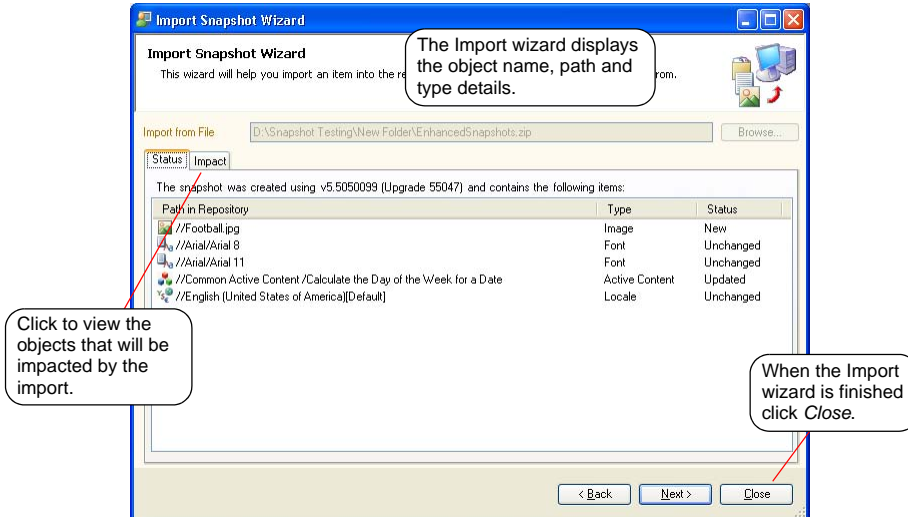 Import Snapshot Wizard
Import Snapshot Wizard
This wizard will help you import an item into the re
rom.
The Import wizard displays
the object name, path and
type details.
Import from File
D:\Snapshot Testing\New Folder\EnhancedSnapshots.zip
Browse...
Status
Impact
The snapshot was created using v5.5050099 (Upgrade 55047) and contains the following items:
Path in Repository Type Status
//Football.jpg Image New
//Arial/Arial 8 Font Unchanged
//Arial/Arial 11 Font Unchanged
//Common Active Content /Calculate the Day of the Week for a Date Active Content Updated
//English (United States of America)[Default] Locale Unchanged
Click to view the
objects that will be
impacted by the
import.
When the Import
wizard is finished
click Close.
< Back
Next >
Close